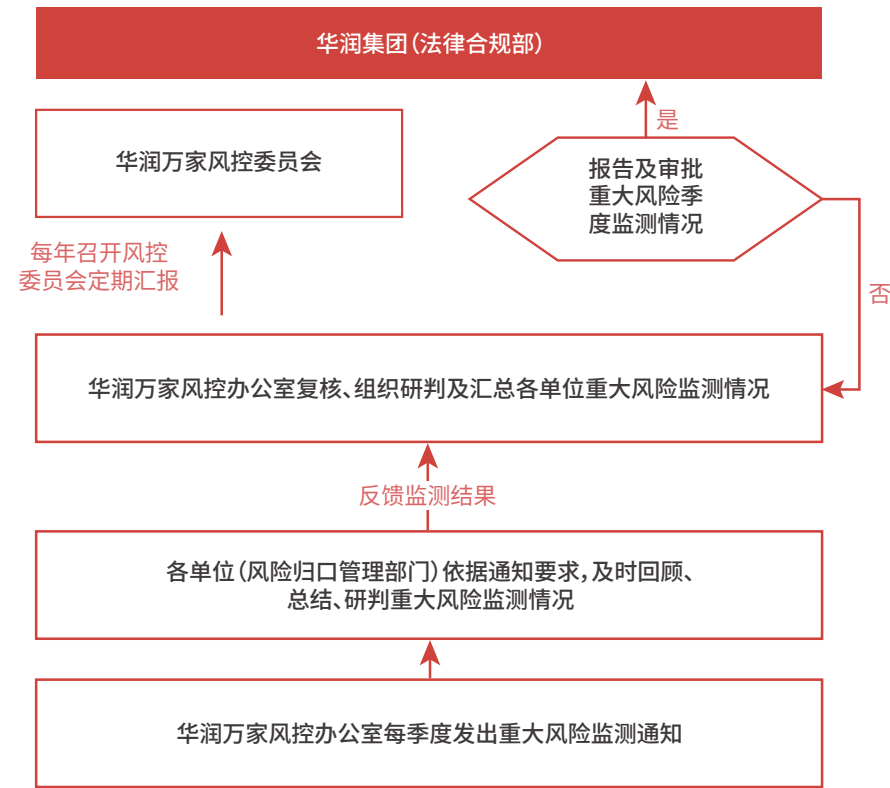 华润集团（法律合规部）
华润万家风控委员会
是
报告及审批
重大风险季
度监测情况
每年召开风控
委员会定期汇报
否
华润万家风控办公室复核、组织研判及汇总各单位重大风险监测情况
反馈监测结果
各单位（风险归口管理部门）依据通知要求，及时回顾、
总结、研判重大风险监测情况
华润万家风控办公室每季度发出重大风险监测通知